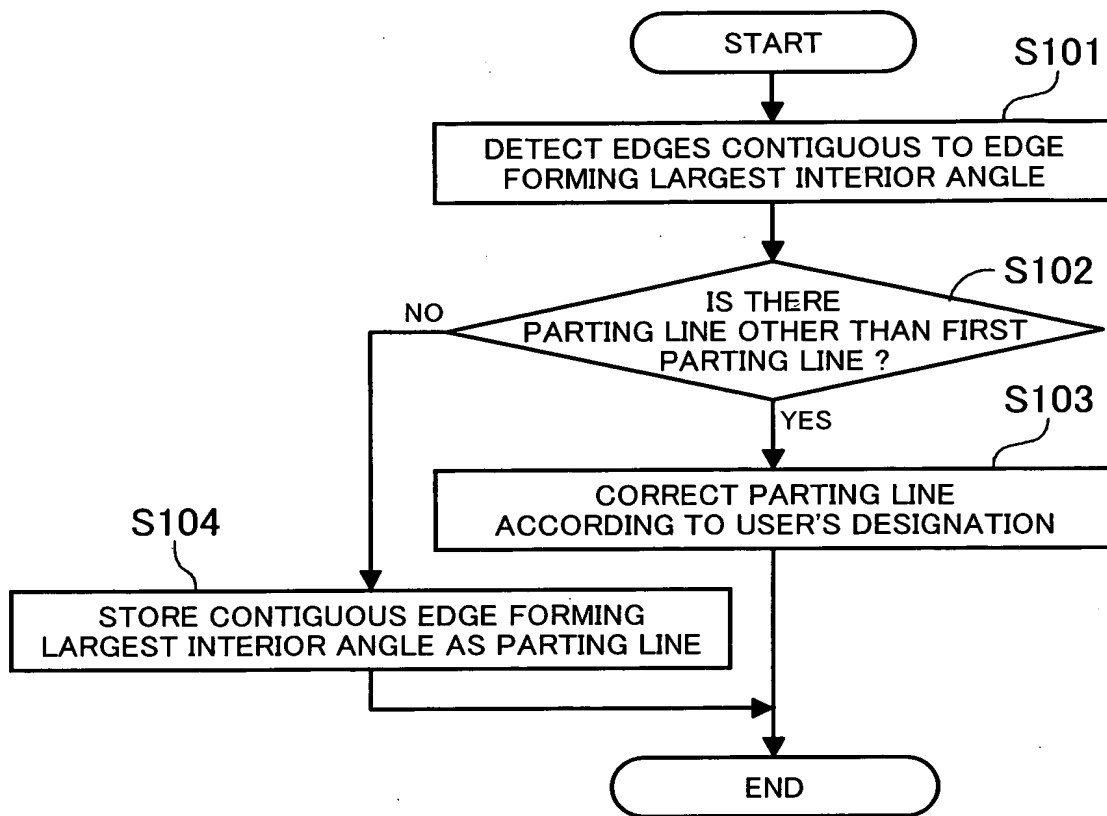 START
S101
DETECT EDGES CONTIGUOUS TO EDGE
FORMING LARGEST INTERIOR ANGLE
S102
IS THERE
PARTING LINE OTHER THAN FIRST
PARTING LINE ?
NO
YES
S103
CORRECT PARTING LINE
ACCORDING TO USER'S DESIGNATION
S104
STORE CONTIGUOUS EDGE FORMING
LARGEST INTERIOR ANGLE AS PARTING LINE
END